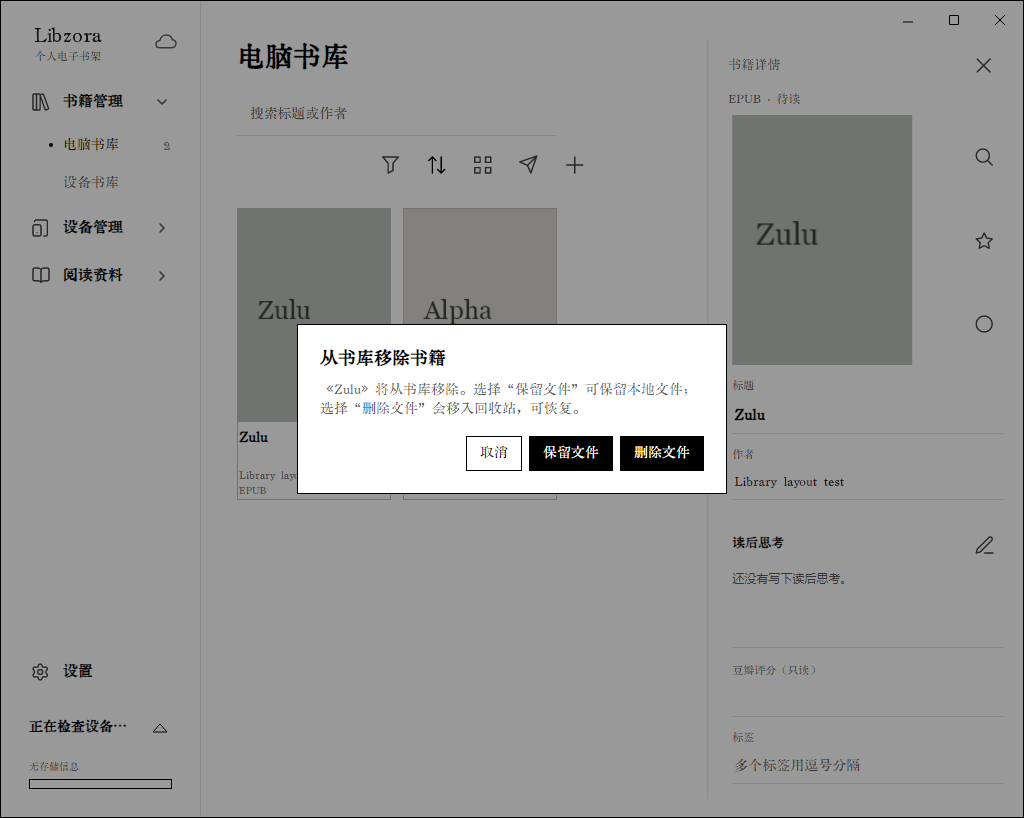 Libzora
个人电子书架
书籍管理
电脑书库 2
设备书库
设备管理
阅读资料
设置
正在检查设备…
无存储信息
电脑书库
搜索标题或作者
Zulu
Alpha
Zulu
Library layou
EPUB
从书库移除书籍
《Zulu》将从书库移除。选择“保留文件”可保留本地文件；
选择“删除文件”会移入回收站，可恢复。
取消 保留文件 删除文件
书籍详情
EPUB · 待读
Zulu
标题
Zulu
作者
Library layout test
读后思考
还没有写下读后思考。
豆瓣评分（只读）
标签
多个标签用逗号分隔